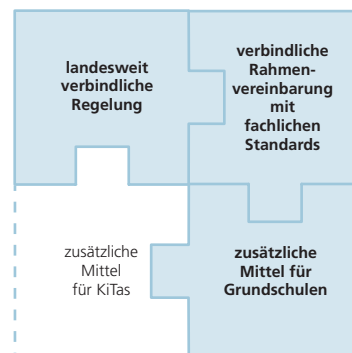 landesweit
verbindliche
Regelung
verbindliche
Rahmen-
vereinbarung
mit
fachlichen
Standards
zusätzliche
Mittel
für KiTas
zusätzliche
Mittel für
Grundschulen